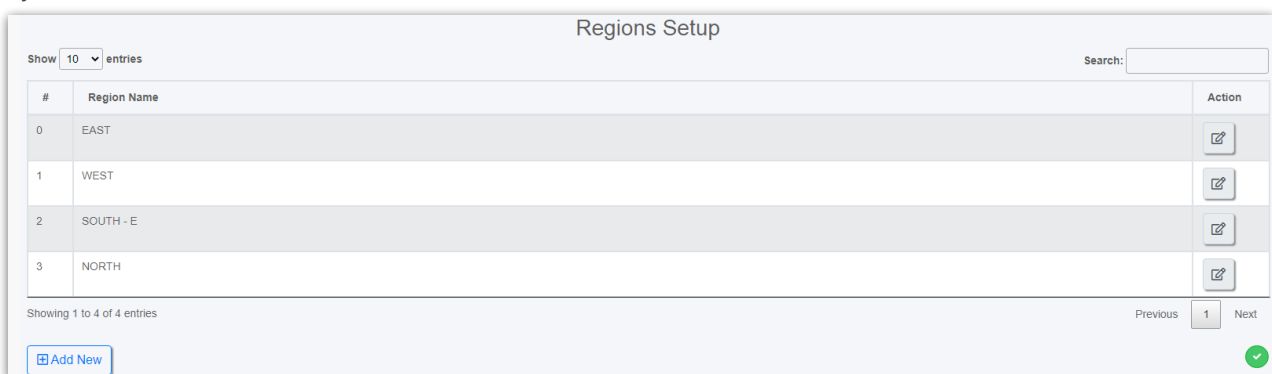 Regions Setup
Show 10 entries Search:
# Region Name Action
0 EAST
1 WEST
2 SOUTH - E
3 NORTH
Showing 1 to 4 of 4 entries Previous 1 Next
Add New